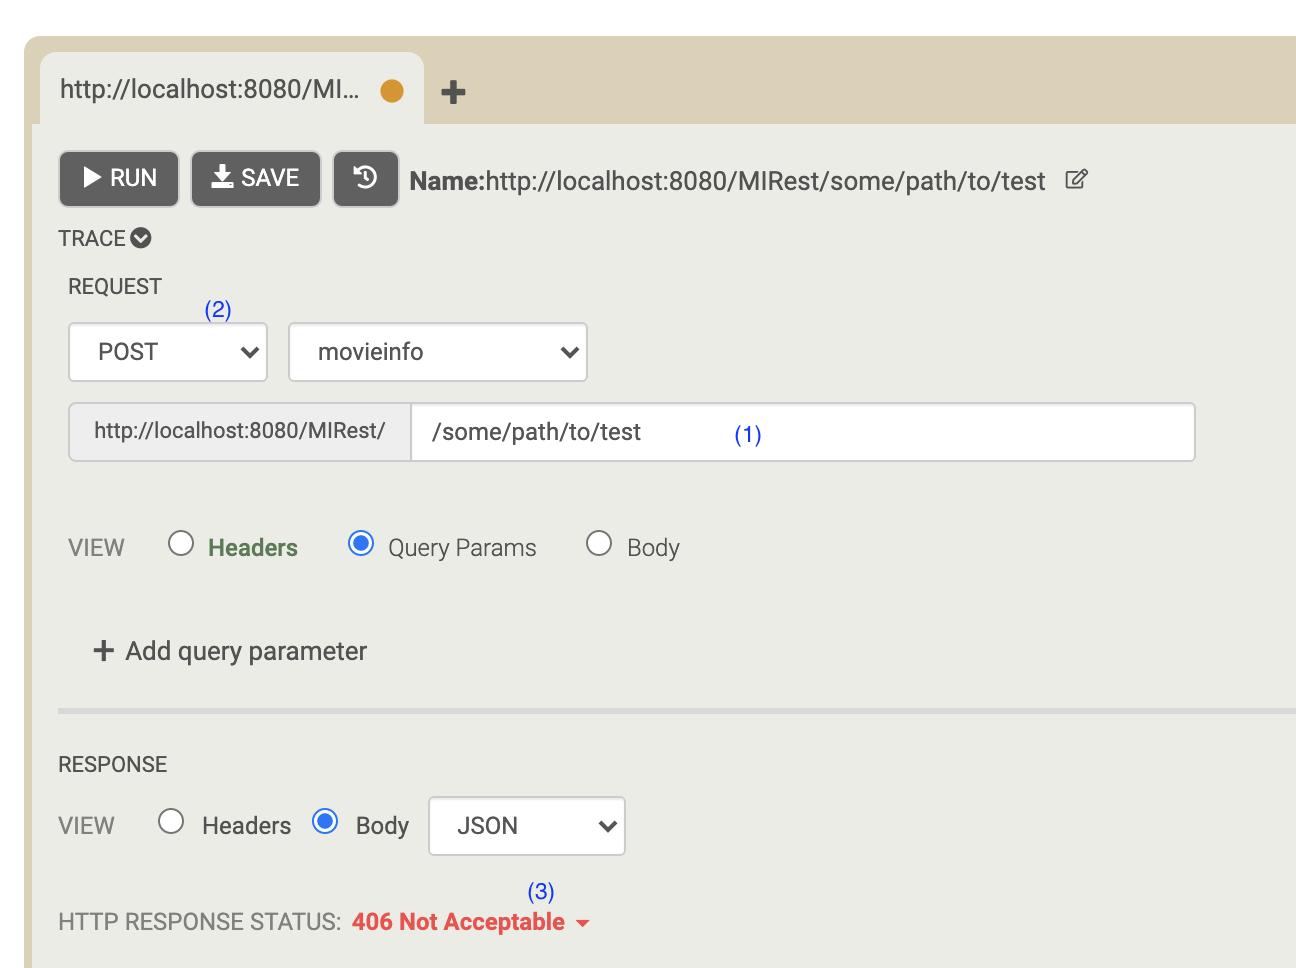 http://localhost:8080/MI...
RUN SAVE Name:http://localhost:8080/MIRest/some/path/to/test
TRACE
REQUEST
(2)
POST movieinfo
http://localhost:8080/MIRest/ /some/path/to/test (1)
VIEW Headers Query Params Body
+ Add query parameter
RESPONSE
VIEW Headers Body JSON
(3)
HTTP RESPONSE STATUS: 406 Not Acceptable